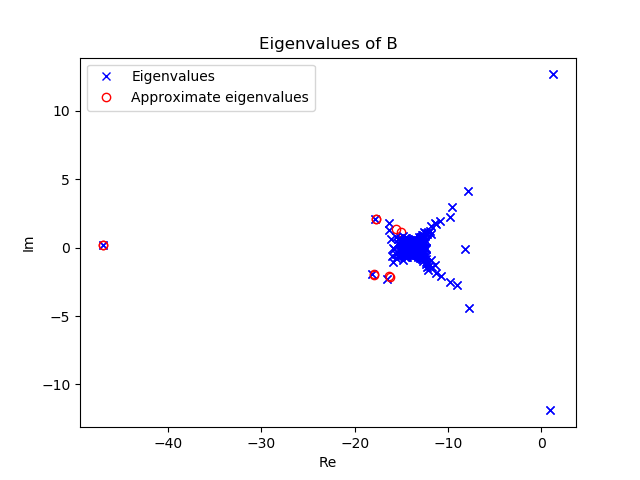 Eigenvalues of B
Eigenvalues
Approximate eigenvalues
10
5
0
−5
−10
Im
−40
−30
−20
−10
0
Re